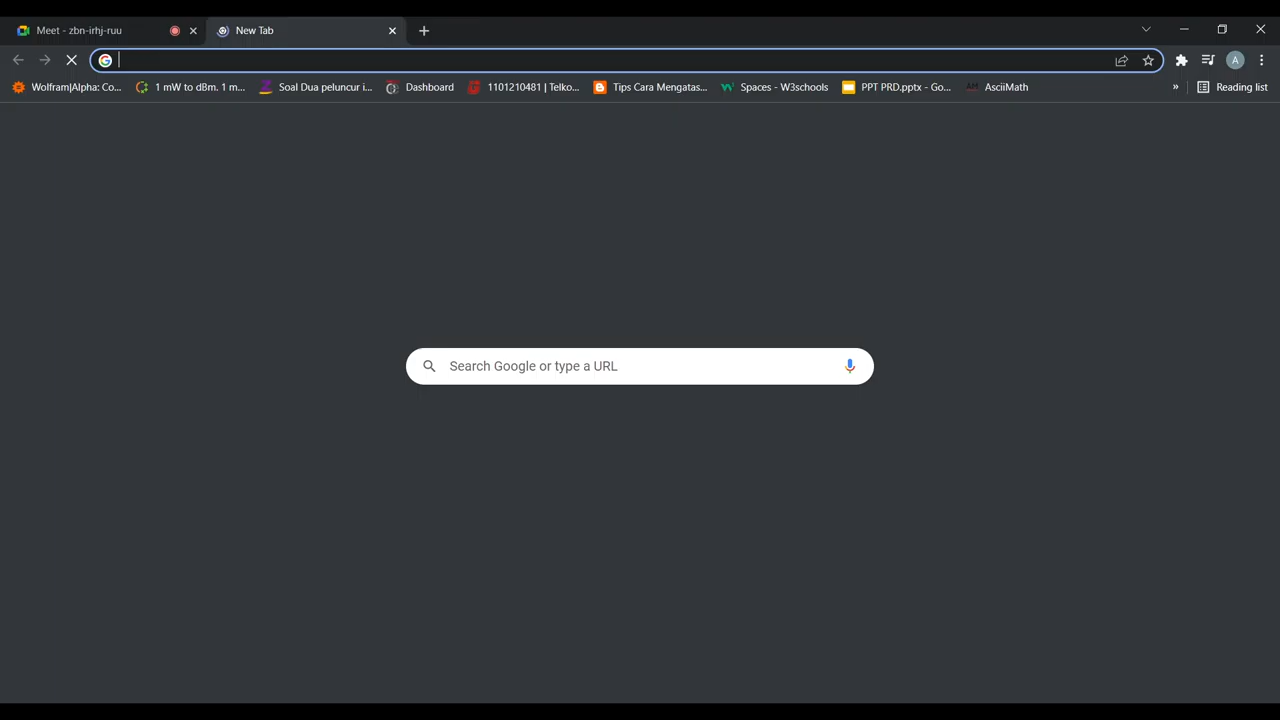 Meet - zbn-irhj-ruu
New Tab
Wolfram|Alpha: Co...
1 mW to dBm. 1 m...
Soal Dua peluncur i...
Dashboard
1101210481 | Telko...
Tips Cara Mengatas...
Spaces - W3schools
PPT PRD.pptx - Go...
AM AsciiMath
»
Reading list
A
Search Google or type a URL